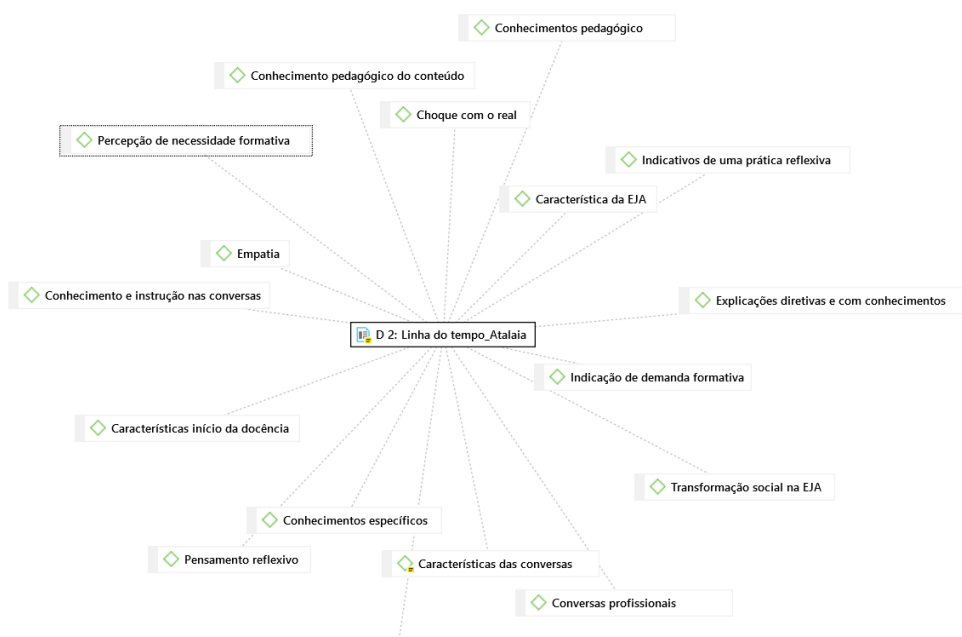 Conhecimentos pedagógico
Conhecimento pedagógico do conteúdo
Choque com o real
Percepção de necessidade formativa
Indicativos de uma prática reflexiva
Característica da EJA
Empatia
Conhecimento e instrução nas conversas
Explicações diretivas e com conhecimentos
D 2: Linha do tempo_Atalaia
Indicação de demanda formativa
Características início da docência
Transformação social na EJA
Conhecimentos específicos
Pensamento reflexivo
Características das conversas
Conversas profissionais